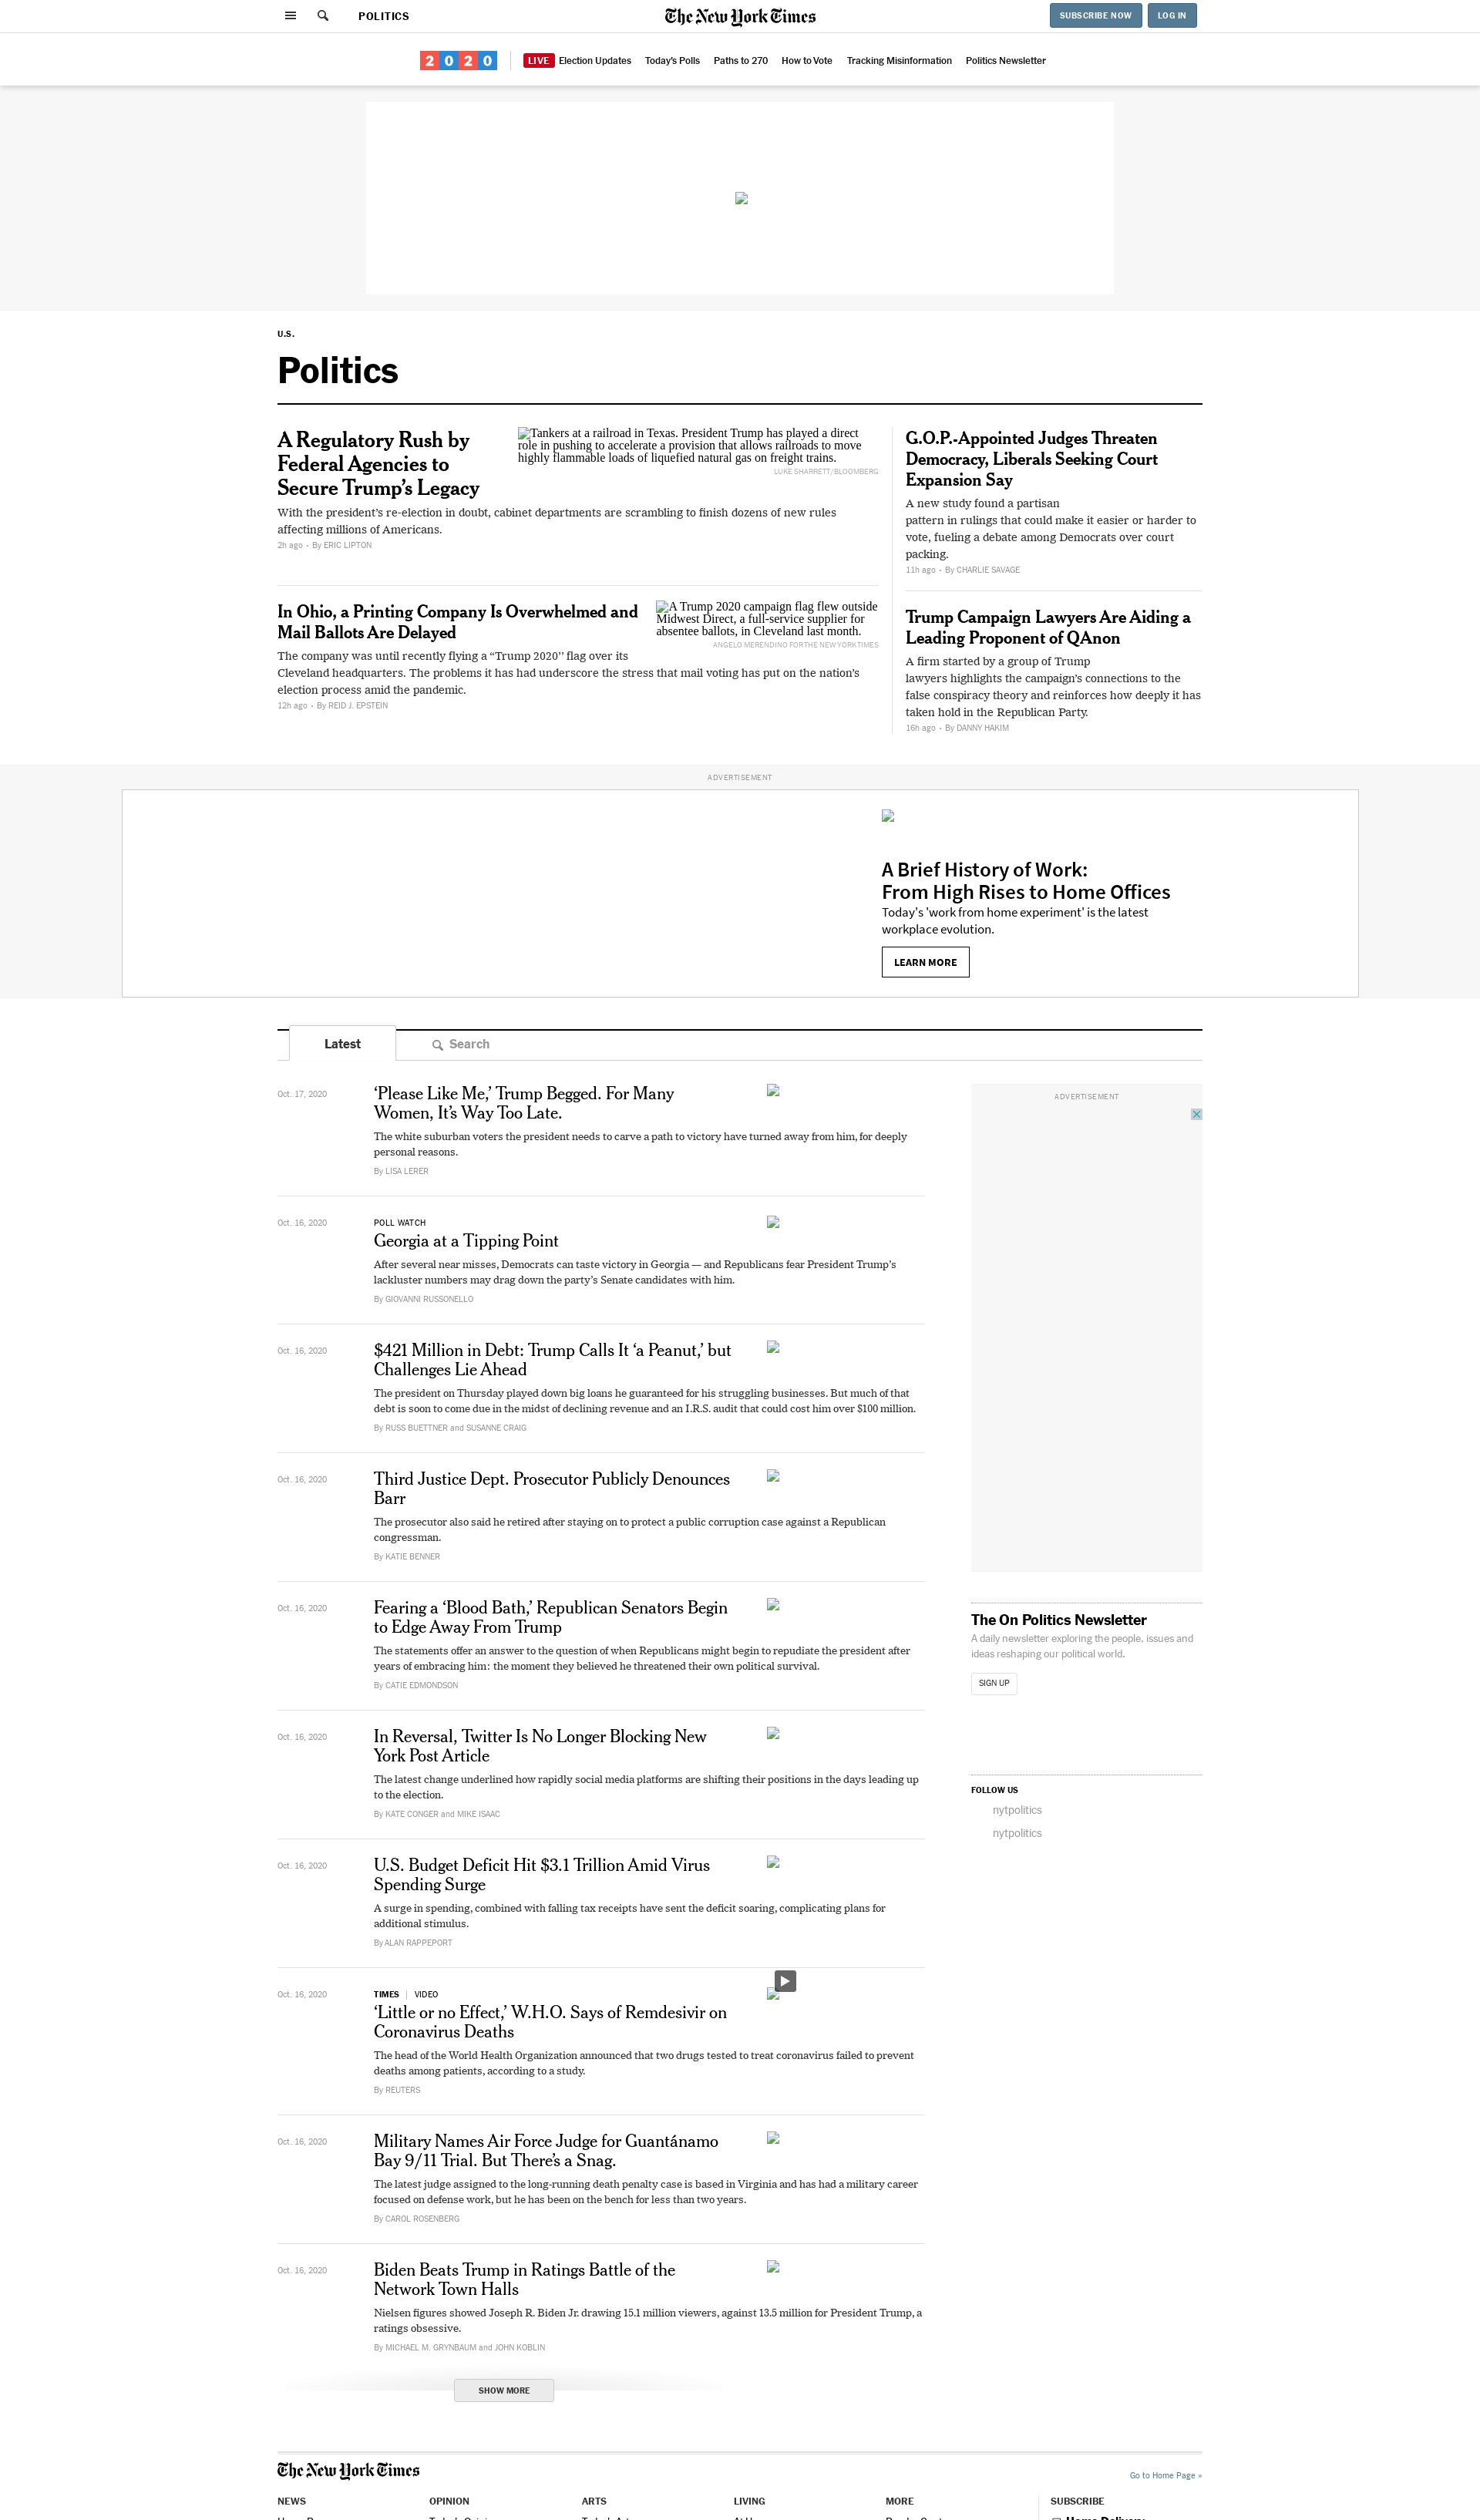 POLITICS
The New York Times
SUBSCRIBE NOW
LOG IN
2020
LIVE Election Updates
Today's Polls
Paths to 270
How to Vote
Tracking Misinformation
Politics Newsletter
U.S.
Politics
A Regulatory Rush by
Federal Agencies to
Secure Trump’s Legacy
With the president’s re-election in doubt, cabinet departments are scrambling to finish dozens of new rules
affecting millions of Americans.
2h ago • By ERIC LIPTON
Tankers at a railroad in Texas. President Trump has played a direct
role in pushing to accelerate a provision that allows railroads to move
highly flammable loads of liquefied natural gas on freight trains.
LUKE SHARRETT/BLOOMBERG
In Ohio, a Printing Company Is Overwhelmed and
Mail Ballots Are Delayed
The company was until recently flying a “Trump 2020” flag over its
Cleveland headquarters. The problems it has had underscore the stress that mail voting has put on the nation’s
election process amid the pandemic.
12h ago • By REID J. EPSTEIN
A Trump 2020 campaign flag flew outside
Midwest Direct, a full-service supplier for
absentee ballots, in Cleveland last month.
ANGELO MERENDINO FOR THE NEW YORK TIMES
G.O.P.-Appointed Judges Threaten
Democracy, Liberals Seeking Court
Expansion Say
A new study found a partisan
pattern in rulings that could make it easier or harder to
vote, fueling a debate among Democrats over court
packing.
11h ago • By CHARLIE SAVAGE
Trump Campaign Lawyers Are Aiding a
Leading Proponent of QAnon
A firm started by a group of Trump
lawyers highlights the campaign’s connections to the
false conspiracy theory and reinforces how deeply it has
taken hold in the Republican Party.
16h ago • By DANNY HAKIM
ADVERTISEMENT
A Brief History of Work:
From High Rises to Home Offices
Today's 'work from home experiment' is the latest
workplace evolution.
LEARN MORE
Latest
Search
Oct. 17, 2020
‘Please Like Me,’ Trump Begged. For Many
Women, It’s Way Too Late.
The white suburban voters the president needs to carve a path to victory have turned away from him, for deeply
personal reasons.
By LISA LERER
Oct. 16, 2020
POLL WATCH
Georgia at a Tipping Point
After several near misses, Democrats can taste victory in Georgia — and Republicans fear President Trump’s
lackluster numbers may drag down the party’s Senate candidates with him.
By GIOVANNI RUSSONELLO
Oct. 16, 2020
$421 Million in Debt: Trump Calls It ‘a Peanut,’ but
Challenges Lie Ahead
The president on Thursday played down big loans he guaranteed for his struggling businesses. But much of that
debt is soon to come due in the midst of declining revenue and an I.R.S. audit that could cost him over $100 million.
By RUSS BUETTNER and SUSANNE CRAIG
Oct. 16, 2020
Third Justice Dept. Prosecutor Publicly Denounces
Barr
The prosecutor also said he retired after staying on to protect a public corruption case against a Republican
congressman.
By KATIE BENNER
Oct. 16, 2020
Fearing a ‘Blood Bath,’ Republican Senators Begin
to Edge Away From Trump
The statements offer an answer to the question of when Republicans might begin to repudiate the president after
years of embracing him: the moment they believed he threatened their own political survival.
By CATIE EDMONDSON
Oct. 16, 2020
In Reversal, Twitter Is No Longer Blocking New
York Post Article
The latest change underlined how rapidly social media platforms are shifting their positions in the days leading up
to the election.
By KATE CONGER and MIKE ISAAC
Oct. 16, 2020
U.S. Budget Deficit Hit $3.1 Trillion Amid Virus
Spending Surge
A surge in spending, combined with falling tax receipts have sent the deficit soaring, complicating plans for
additional stimulus.
By ALAN RAPPEPORT
Oct. 16, 2020
TIMES | VIDEO
‘Little or no Effect,’ W.H.O. Says of Remdesivir on
Coronavirus Deaths
The head of the World Health Organization announced that two drugs tested to treat coronavirus failed to prevent
deaths among patients, according to a study.
By REUTERS
Oct. 16, 2020
Military Names Air Force Judge for Guantánamo
Bay 9/11 Trial. But There’s a Snag.
The latest judge assigned to the long-running death penalty case is based in Virginia and has had a military career
focused on defense work, but he has been on the bench for less than two years.
By CAROL ROSENBERG
Oct. 16, 2020
Biden Beats Trump in Ratings Battle of the
Network Town Halls
Nielsen figures showed Joseph R. Biden Jr. drawing 15.1 million viewers, against 13.5 million for President Trump, a
ratings obsessive.
By MICHAEL M. GRYNBAUM and JOHN KOBLIN
SHOW MORE
ADVERTISEMENT
The On Politics Newsletter
A daily newsletter exploring the people, issues and
ideas reshaping our political world.
SIGN UP
FOLLOW US
nytpolitics
nytpolitics
The New York Times
Go to Home Page »
NEWS
OPINION
ARTS
LIVING
MORE
SUBSCRIBE